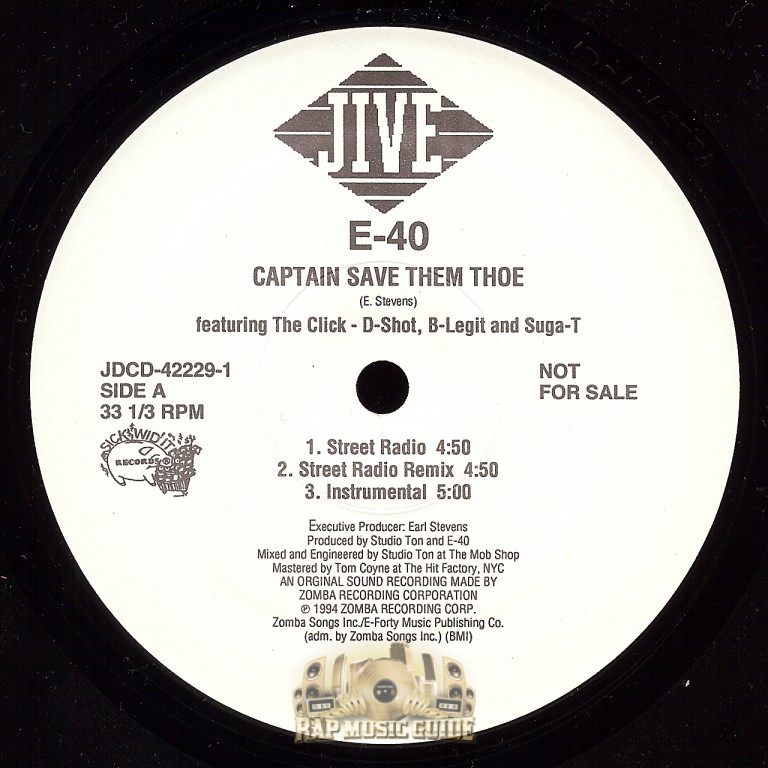 JIVE
E-40
CAPTAIN SAVE THEM THOE
(E. Stevens)
featuring The Click - D-Shot, B-Legit and Suga-T
JDCD-42229-1
SIDE A
33 1/3 RPM
NOT
FOR SALE
SICK WID' IT
RECORDS
1. Street Radio 4:50
2. Street Radio Remix 4:50
3. Instrumental 5:00
Executive Producer: Earl Stevens
Produced by Studio Ton and E-40
Mixed and Engineered by Studio Ton at The Mob Shop
Mastered by Tom Coyne at The Hit Factory, NYC
AN ORGINAL SOUND RECORDING MADE BY
ZOMBA RECORDING CORPORATION
℗ 1994 ZOMBA RECORDING CORP.
Zomba Songs Inc./E-Forty Music Publishing Co.
(adm. by Zomba Songs Inc.) (BMI)
RAP MUSIC GUIDE